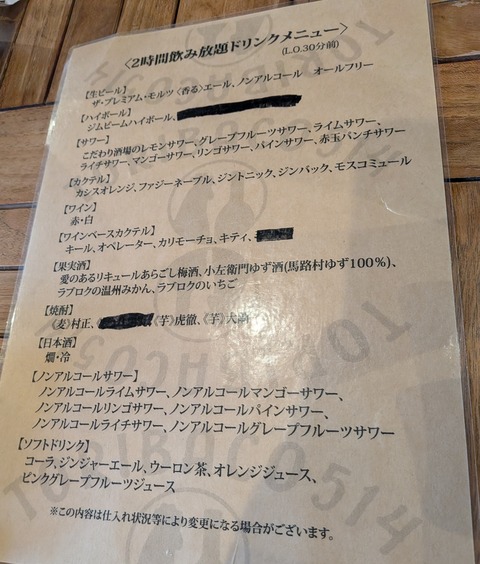 〈2時間飲み放題ドリンクメニュー〉
(L.O.30分前)
【生ビール】
ザ・プレミアム・モルツ〈香る〉エール、ノンアルコール オールフリー
【ハイボール】
ジムビームハイボール、
【サワー】
こだわり酒場のレモンサワー、グレープフルーツサワー、ライムサワー、
ライチサワー、マンゴーサワー、リンゴサワー、パインサワー、赤玉パンチサワー
【カクテル】
カシスオレンジ、ファジーネーブル、ジントニック、ジンバック、モスコミュール
【ワイン】
赤・白
【ワインベースカクテル】
キール、オペレーター、カリモーチョ、キティ、
【果実酒】
愛のあるリキュールあらごし梅酒、小左衛門ゆず酒(馬路村ゆず100%)、
ラブロクの温州みかん、ラブロクのいちご
【焼酎】
〈麦〉村正、〈芋〉虎徹、〈芋〉
【日本酒】
燗・冷
【ノンアルコールサワー】
ノンアルコールライムサワー、ノンアルコールマンゴーサワー、
ノンアルコールリンゴサワー、ノンアルコールパインサワー、
ノンアルコールライチサワー、ノンアルコールグレープフルーツサワー
【ソフトドリンク】
コーラ、ジンジャーエール、ウーロン茶、オレンジジュース、
ピンクグレープフルーツジュース
※この内容は仕入れ状況等により変更になる場合がございます。
TORIBACO514